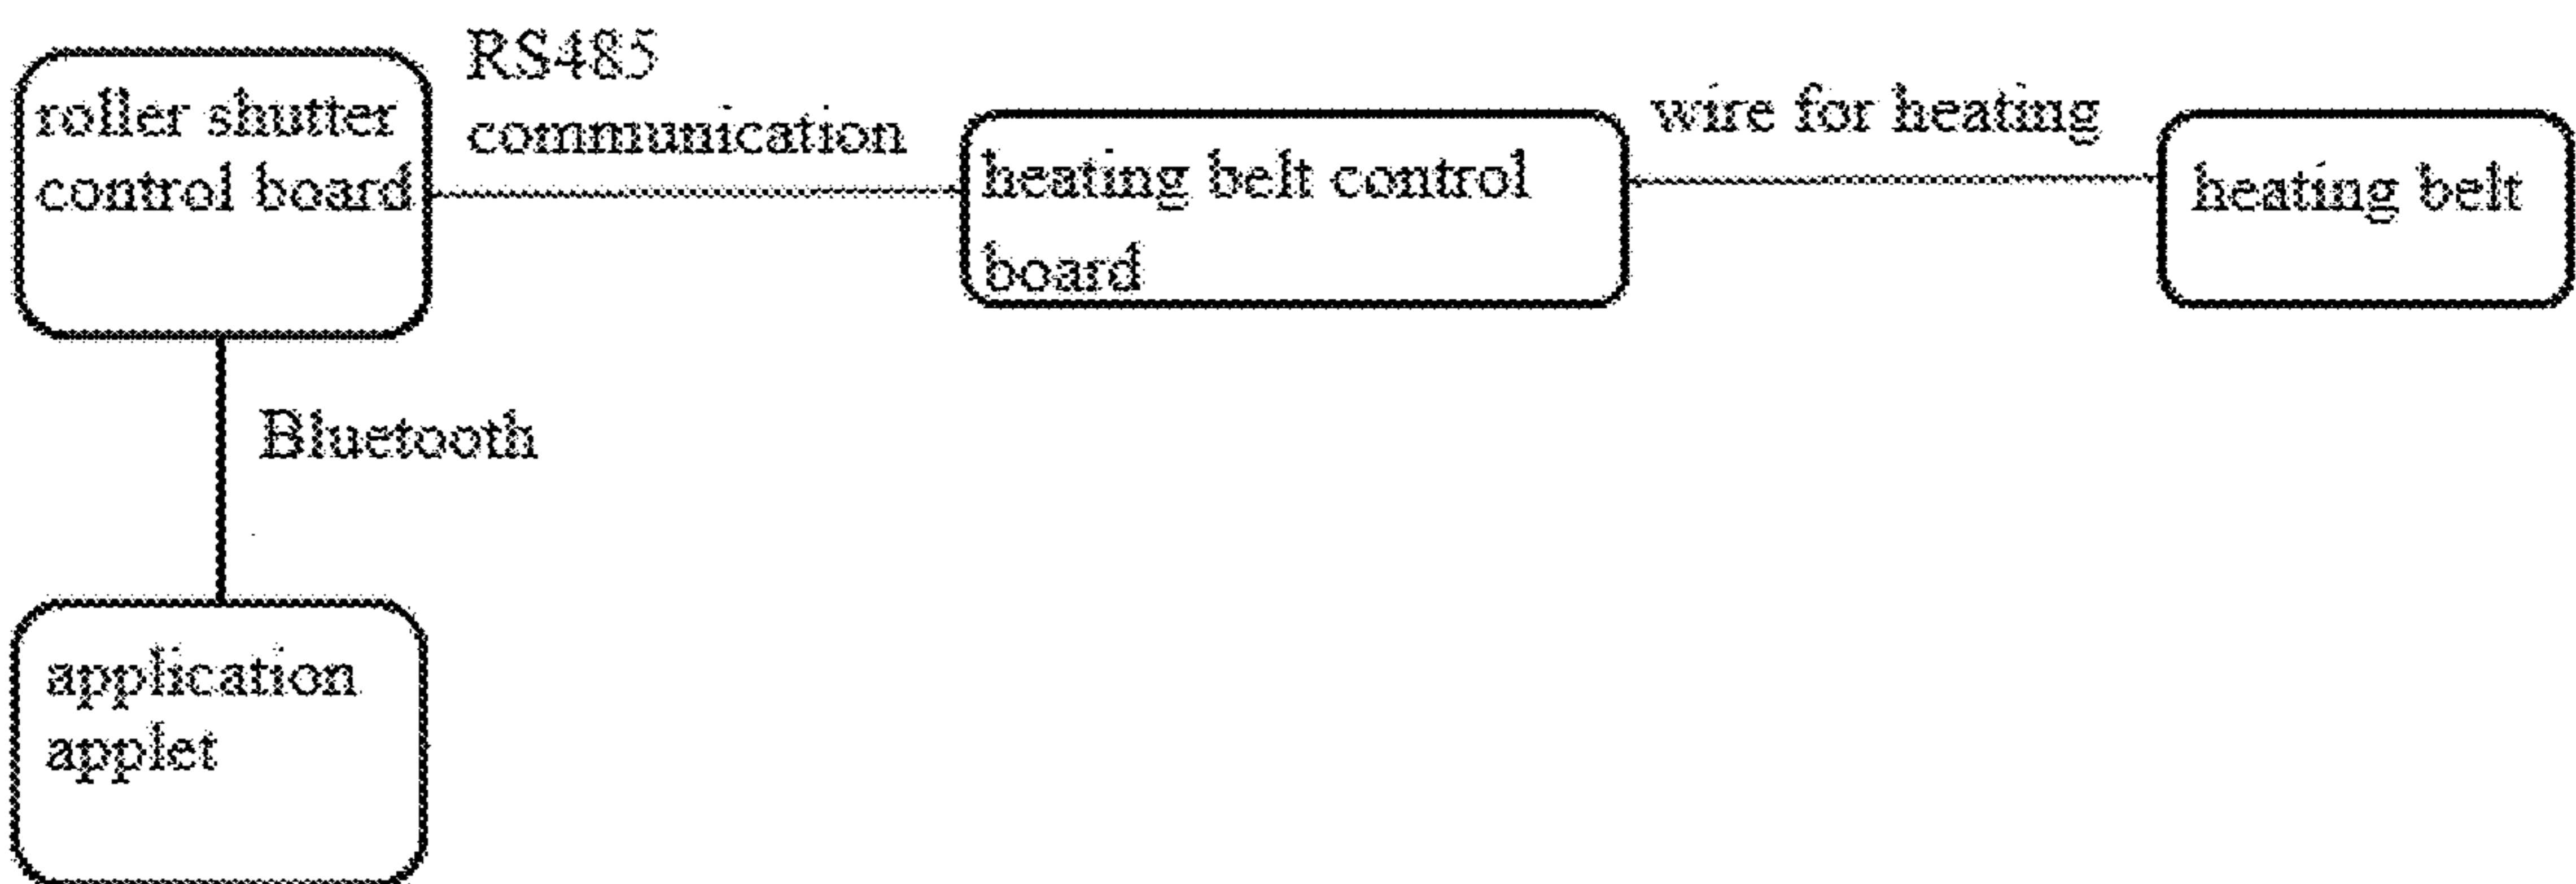 roller shutter
control board
RS485
communication
heating belt control
board
wire for heating
heating belt
Bluetooth
application
applet